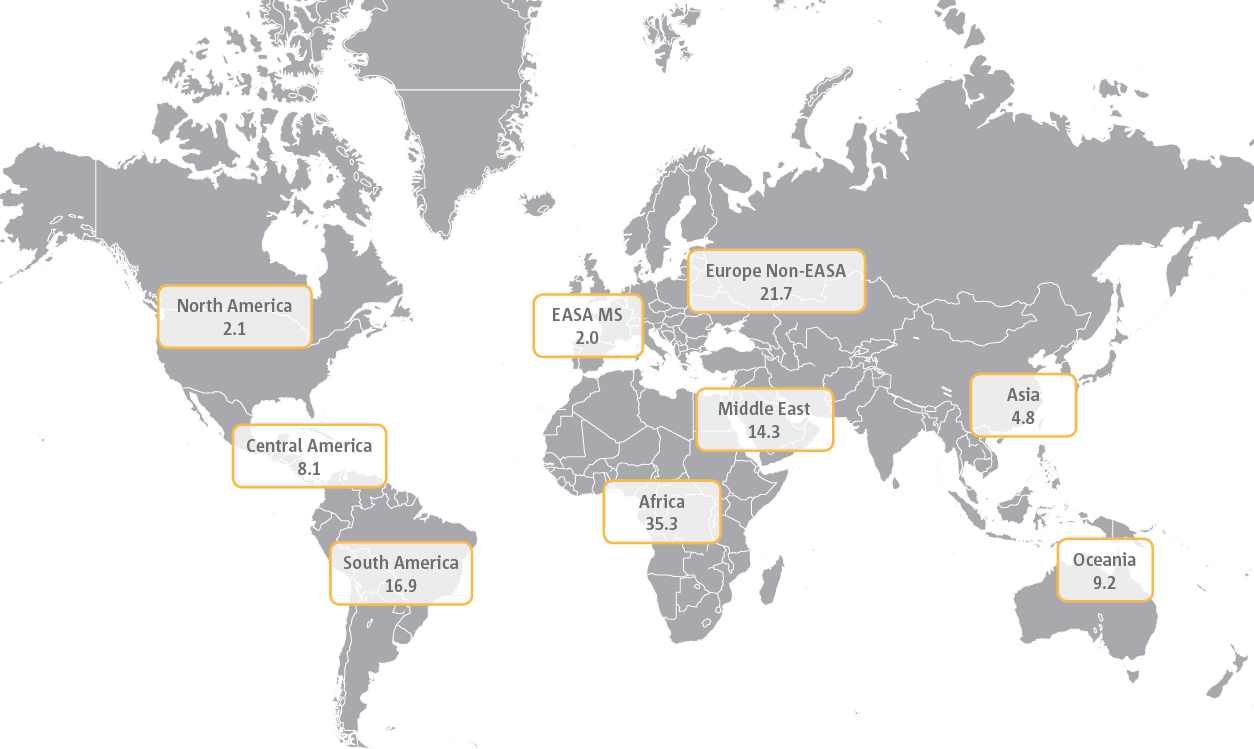 Europe Non-EASA
21.7
North America
2.1
EASA MS
2.0
Asia
4.8
Middle East
14.3
Central America
8.1
Africa
35.3
South America
16.9
Oceania
9.2